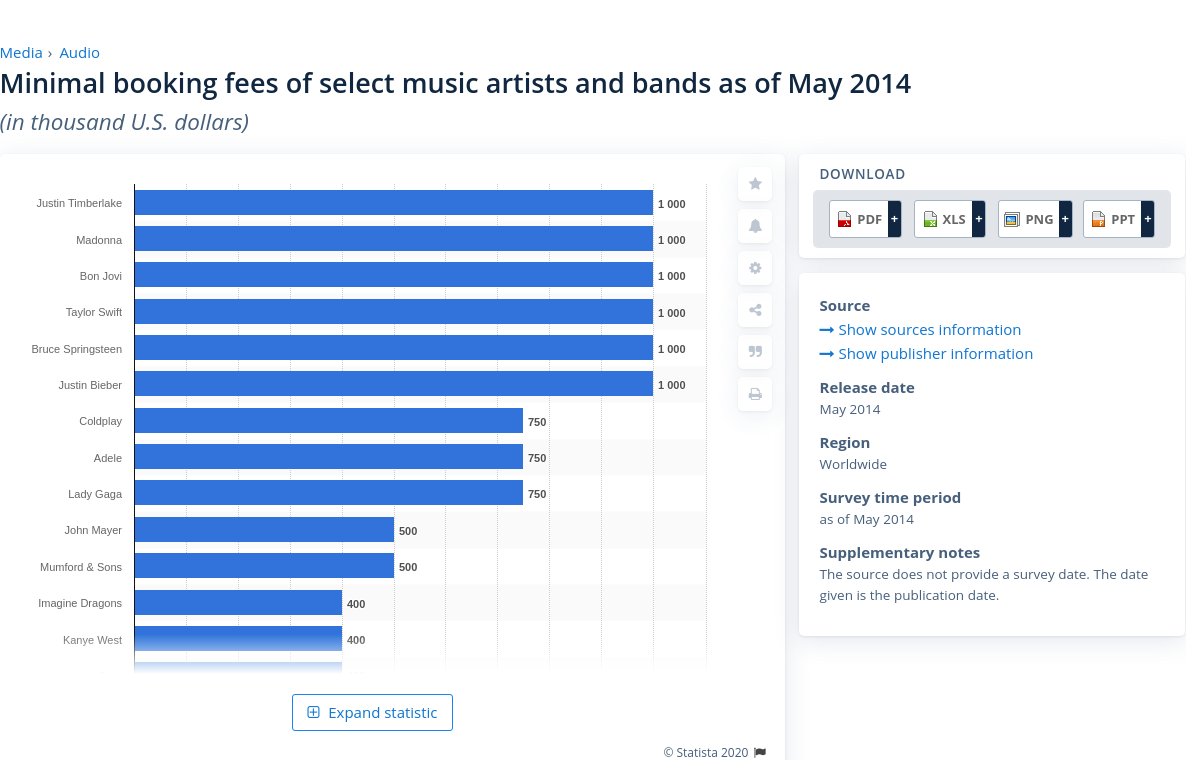 Media › Audio
Minimal booking fees of select music artists and bands as of May 2014
(in thousand U.S. dollars)
Justin Timberlake 1 000
Madonna 1 000
Bon Jovi 1 000
Taylor Swift 1 000
Bruce Springsteen 1 000
Justin Bieber 1 000
Coldplay 750
Adele 750
Lady Gaga 750
John Mayer 500
Mumford & Sons 500
Imagine Dragons 400
Kanye West 400
Expand statistic
© Statista 2020
DOWNLOAD
PDF + XLS + PNG + PPT +
Source
Show sources information
Show publisher information
Release date
May 2014
Region
Worldwide
Survey time period
as of May 2014
Supplementary notes
The source does not provide a survey date. The date
given is the publication date.